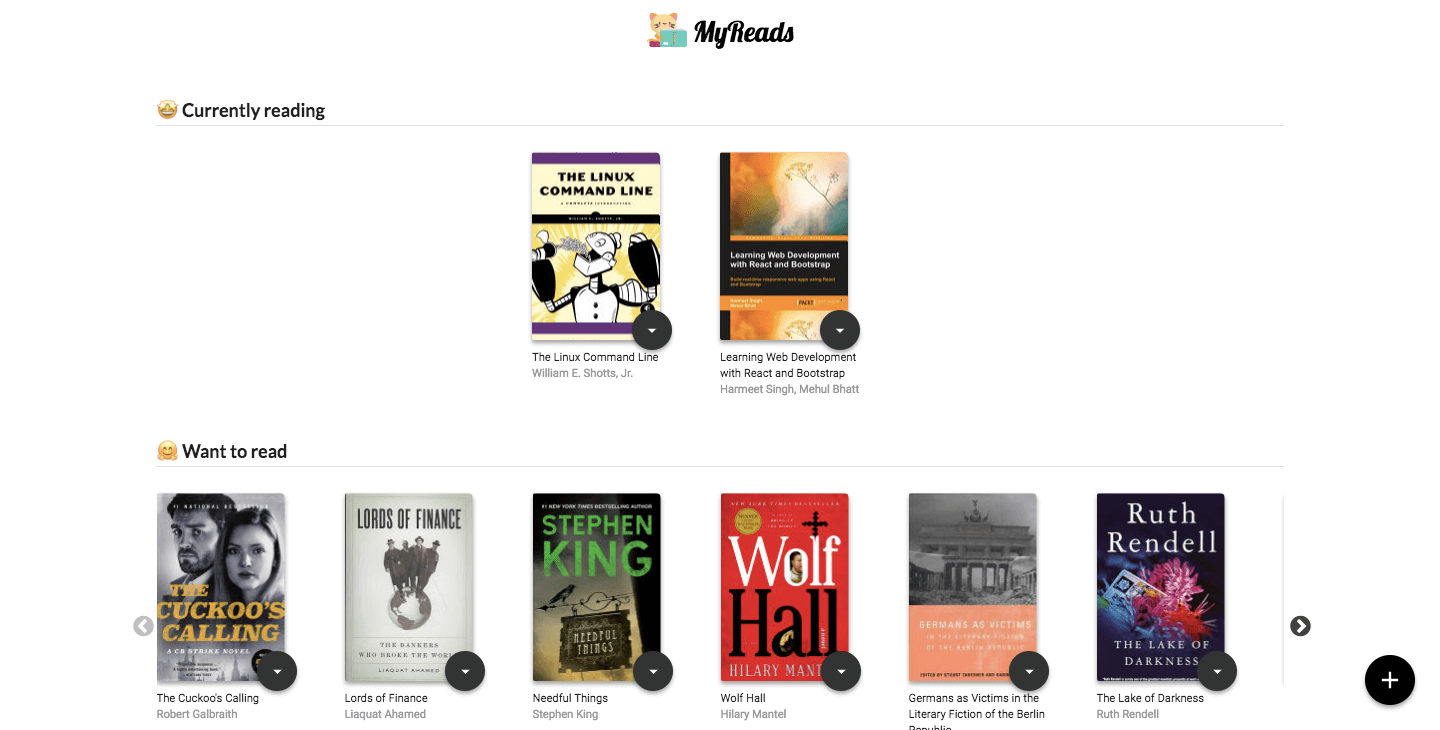 MyReads
🤩 Currently reading
THE LINUX
COMMAND LINE
A COMPLETE INTRODUCTION
WILLIAM E. SHOTTS, JR.
Learning Web Development
with React and Bootstrap
Build real-time responsive web apps using React
and Bootstrap
Harmeet Singh
Mehul Bhatt
PACKT
The Linux Command Line
William E. Shotts, Jr.
Learning Web Development
with React and Bootstrap
Harmeet Singh, Mehul Bhatt
🤗 Want to read
#1 NATIONAL BESTSELLER
THE
CUCKOO'S
CALLING
A CB STRIKE NOVEL
LORDS OF FINANCE
THE BANKERS
WHO BROKE THE
LIAQUAT AHAMED
#1 NEW YORK TIMES BESTSELLING AUTHOR
STEPHEN
KING
NEEDFUL
THINGS
NEW YORK TIMES BESTSELLER
Wolf
Hall
HILARY MANT
GERMANS AS VICTIMS
IN THE LITERARY FICTION
OF THE BERLIN REPUBLIC
EDITED BY STUART TABERNER AND
Ruth
Rendell
THE LAKE OF
DARKNESS
The Cuckoo's Calling
Robert Galbraith
Lords of Finance
Liaquat Ahamed
Needful Things
Stephen King
Wolf Hall
Hilary Mantel
Germans as Victims in the
Literary Fiction of the Berlin
Republic
The Lake of Darkness
Ruth Rendell